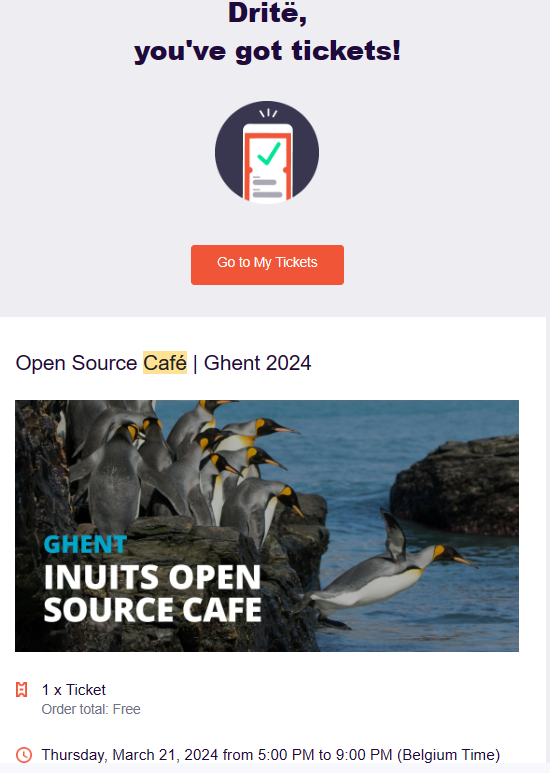 Dritë,
you've got tickets!
Go to My Tickets
Open Source Café | Ghent 2024
GHENT
INUITS OPEN
SOURCE CAFE
1 x Ticket
Order total: Free
Thursday, March 21, 2024 from 5:00 PM to 9:00 PM (Belgium Time)